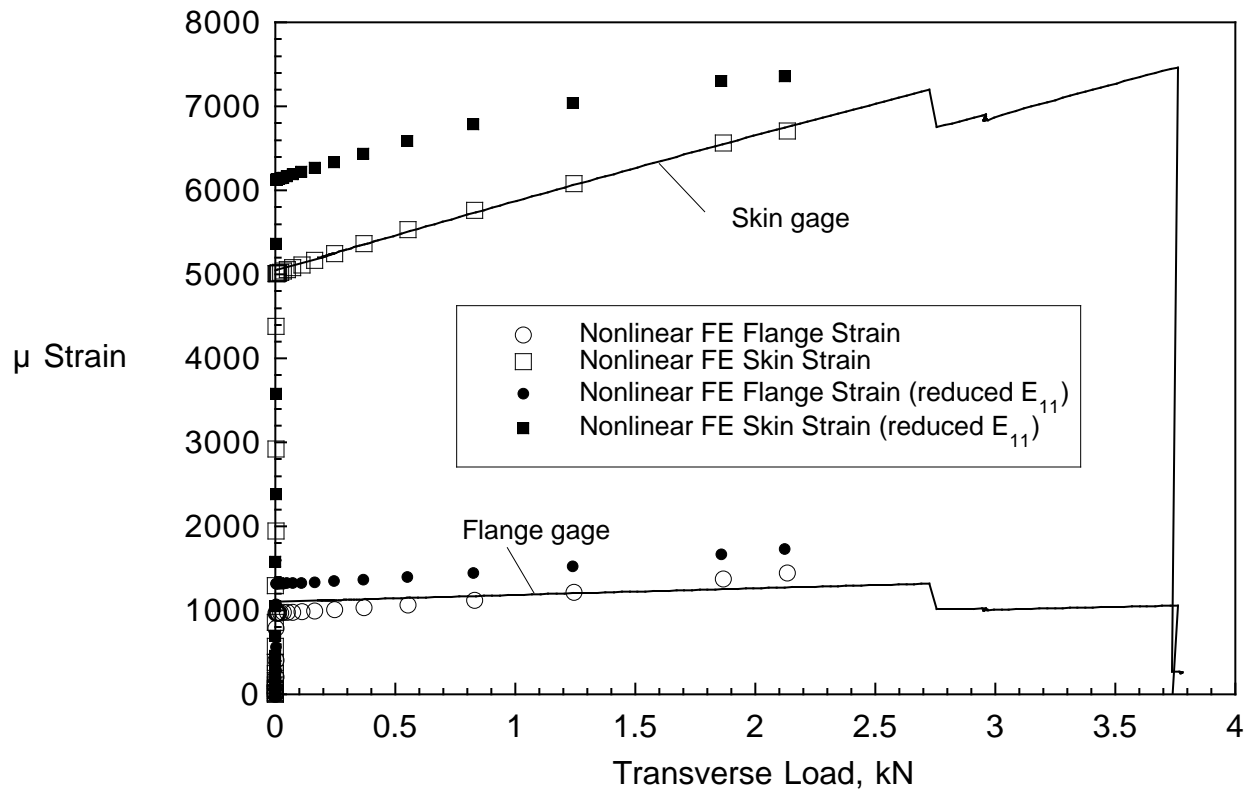 8000
7000
6000
5000
4000
3000
2000
1000
0
μ Strain
Skin gage
Nonlinear FE Flange Strain
Nonlinear FE Skin Strain
Nonlinear FE Flange Strain (reduced E11)
Nonlinear FE Skin Strain (reduced E11)
Flange gage
0 0.5 1 1.5 2 2.5 3 3.5 4
Transverse Load, kN